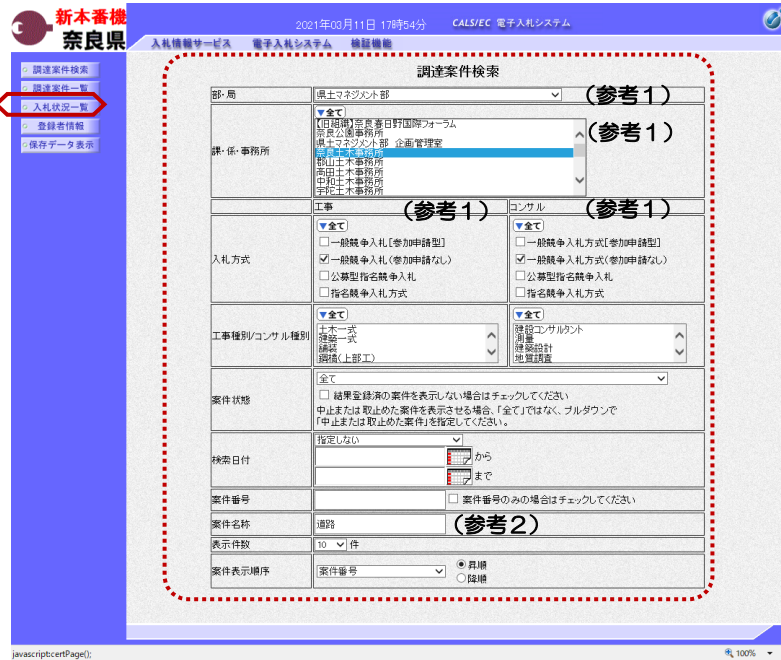 新本番機
奈良県
2021年03月11日 17時54分
CALS/EC 電子入札システム
入札情報サービス 電子入札システム 検証機能
調達案件検索
調達案件一覧
入札状況一覧
登録者情報
保存データ表示
調達案件検索
部・局 県土マネジメント部 (参考1)
課・係・事務所 ▼全て
【旧組織】奈良春日野国際フォーラム
奈良公園事務所
県土マネジメント部 企画管理室
奈良土木事務所
郡山土木事務所
高田土木事務所
中和土木事務所
宇陀土木事務所
(参考1)
工事 (参考1) コンサル (参考1)
入札方式
▼全て
一般競争入札[参加申請型]
一般競争入札(参加申請なし)
公募型指名競争入札
指名競争入札方式
▼全て
一般競争入札方式[参加申請型]
一般競争入札方式(参加申請なし)
公募型指名競争入札
指名競争入札方式
工事種別/コンサル種別
▼全て
土木一式
建築一式
舗装
鋼橋(上部工)
▼全て
建設コンサルタント
測量
建築設計
地質調査
案件状態
全て
結果登録済の案件を表示しない場合はチェックしてください
中止または取止めた案件を表示させる場合、「全て」ではなく、プルダウンで
「中止または取止めた案件」を指定してください。
検索日付
指定しない
から
まで
案件番号 案件番号のみの場合はチェックしてください
案件名称 道路 (参考2)
表示件数 10 件
案件表示順序 案件番号
昇順
降順
javascript:certPage();
100%